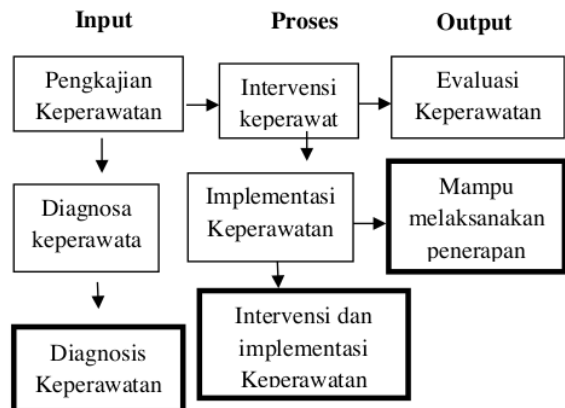 Input Proses Output
Pengkajian
Keperawatan
Intervensi
keperawat
Evaluasi
Keperawatan
Diagnosa
keperawata
Implementasi
Keperawatan
Mampu
melaksanakan
penerapan
Diagnosis
Keperawatan
Intervensi dan
implementasi
Keperawatan